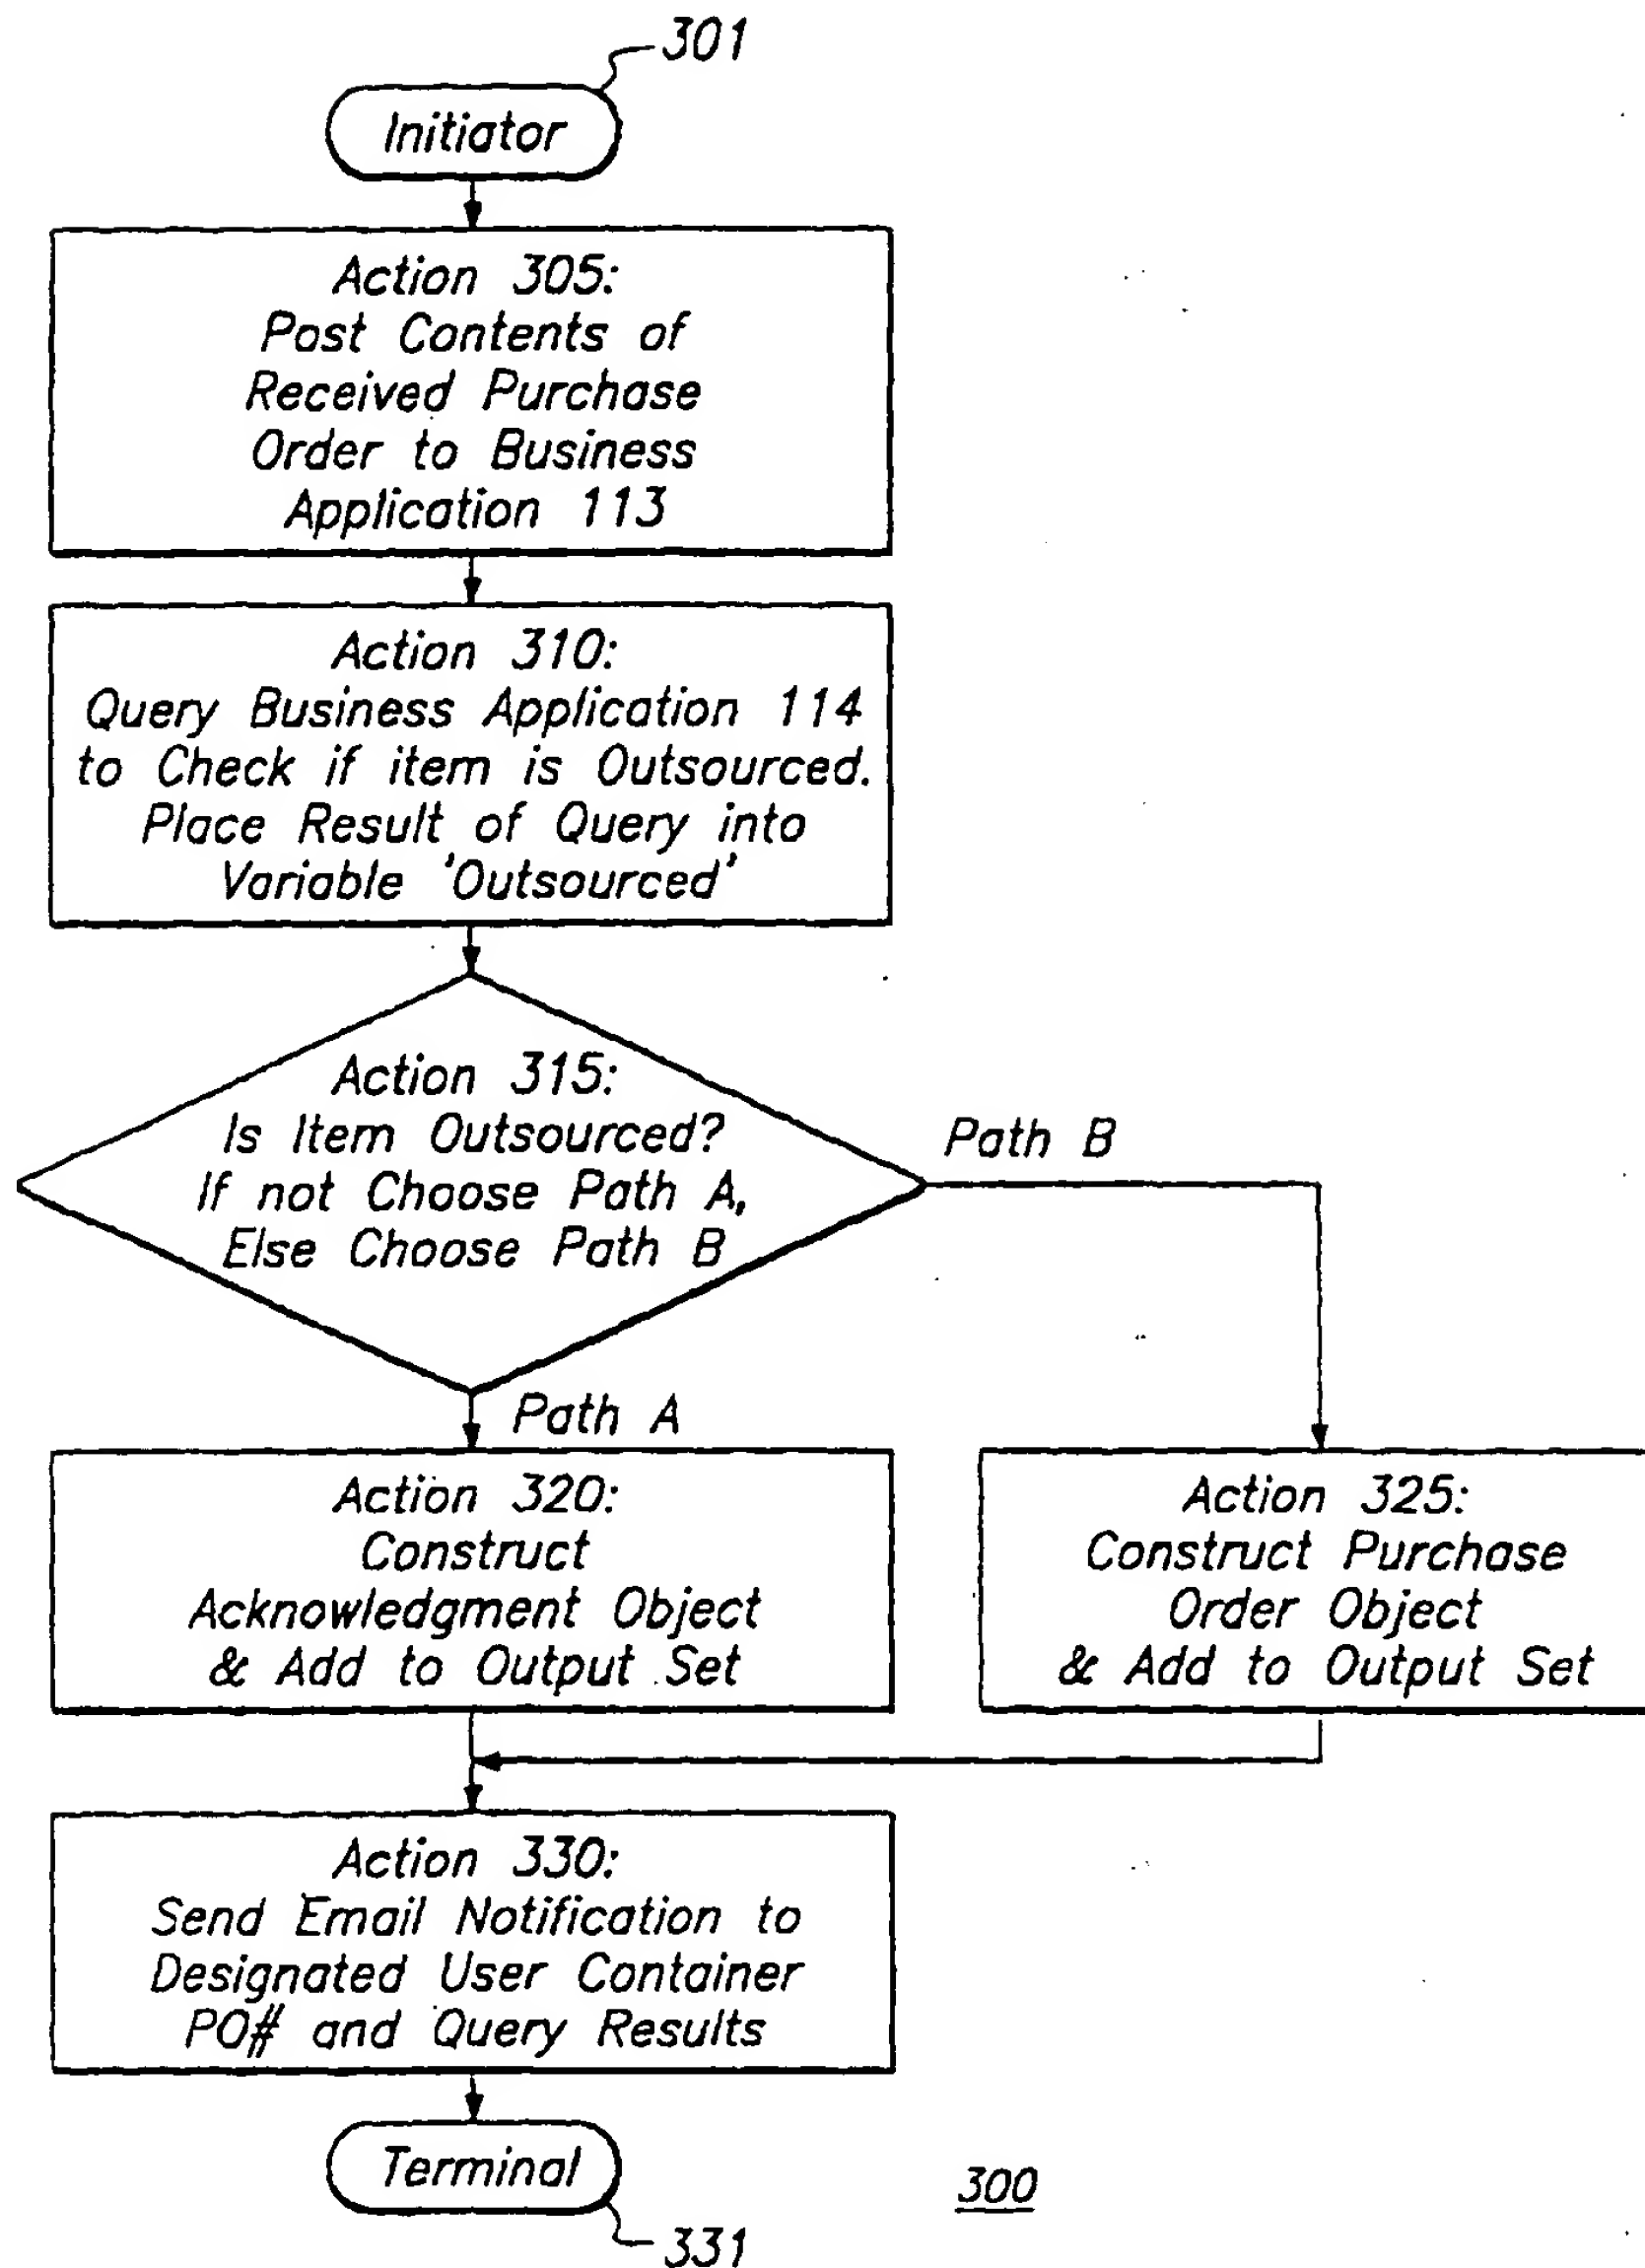 301
Initiator
Action 305:
Post Contents of
Received Purchase
Order to Business
Application 113
Action 310:
Query Business Application 114
to Check if item is Outsourced.
Place Result of Query into
Variable 'Outsourced'
Action 315:
Is Item Outsourced?
If not Choose Path A,
Else Choose Path B
Path B
Path A
Action 320:
Construct
Acknowledgment Object
& Add to Output Set
Action 325:
Construct Purchase
Order Object
& Add to Output Set
Action 330:
Send Email Notification to
Designated User Container
PO# and Query Results
Terminal
300
331